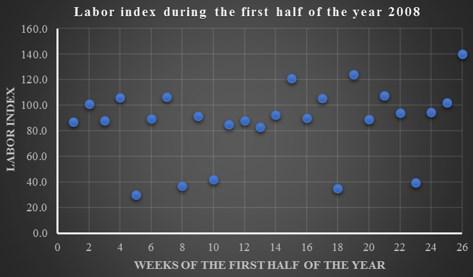 Labor index during the first half of the year 2008
160.0
140.0
120.0
100.0
80.0
60.0
40.0
20.0
0.0
LABOR INDEX
0 2 4 6 8 10 12 14 16 18 20 22 24 26
WEEKS OF THE FIRST HALF OF THE YEAR